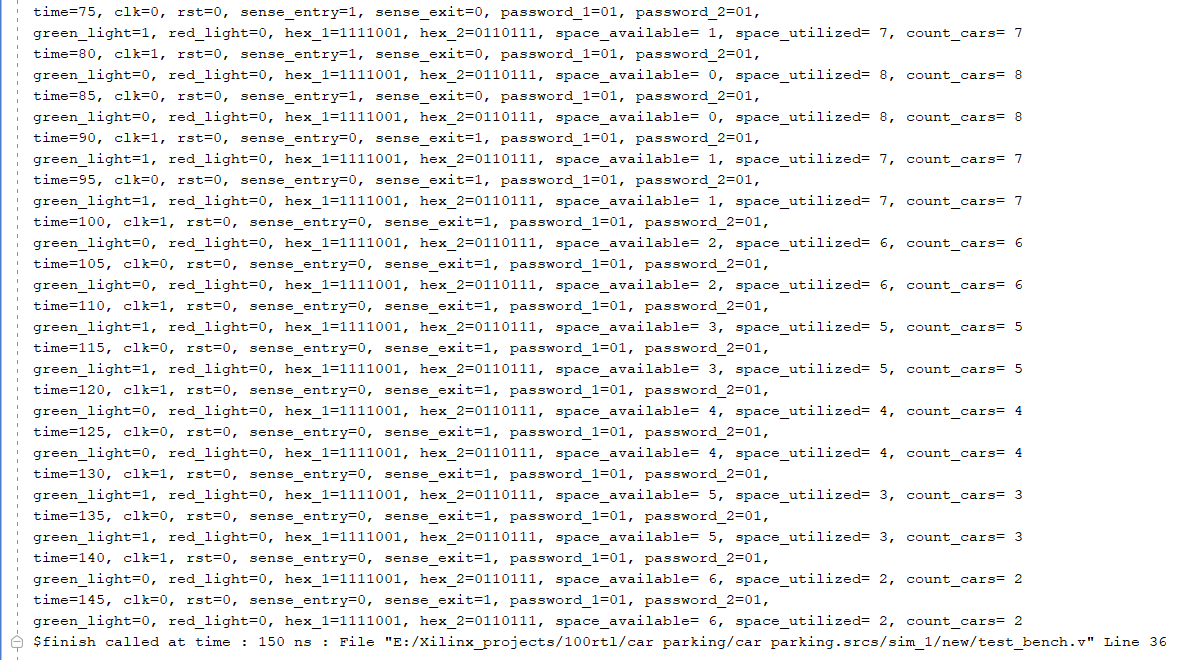 time=75, clk=0, rst=0, sense_entry=1, sense_exit=0, password_1=01, password_2=01,
green_light=1, red_light=0, hex_1=1111001, hex_2=0110111, space_available= 1, space_utilized= 7, count_cars= 7
time=80, clk=1, rst=0, sense_entry=1, sense_exit=0, password_1=01, password_2=01,
green_light=0, red_light=0, hex_1=1111001, hex_2=0110111, space_available= 0, space_utilized= 8, count_cars= 8
time=85, clk=0, rst=0, sense_entry=1, sense_exit=0, password_1=01, password_2=01,
green_light=0, red_light=0, hex_1=1111001, hex_2=0110111, space_available= 0, space_utilized= 8, count_cars= 8
time=90, clk=1, rst=0, sense_entry=0, sense_exit=1, password_1=01, password_2=01,
green_light=1, red_light=0, hex_1=1111001, hex_2=0110111, space_available= 1, space_utilized= 7, count_cars= 7
time=95, clk=0, rst=0, sense_entry=0, sense_exit=1, password_1=01, password_2=01,
green_light=1, red_light=0, hex_1=1111001, hex_2=0110111, space_available= 1, space_utilized= 7, count_cars= 7
time=100, clk=1, rst=0, sense_entry=0, sense_exit=1, password_1=01, password_2=01,
green_light=0, red_light=0, hex_1=1111001, hex_2=0110111, space_available= 2, space_utilized= 6, count_cars= 6
time=105, clk=0, rst=0, sense_entry=0, sense_exit=1, password_1=01, password_2=01,
green_light=0, red_light=0, hex_1=1111001, hex_2=0110111, space_available= 2, space_utilized= 6, count_cars= 6
time=110, clk=1, rst=0, sense_entry=0, sense_exit=1, password_1=01, password_2=01,
green_light=1, red_light=0, hex_1=1111001, hex_2=0110111, space_available= 3, space_utilized= 5, count_cars= 5
time=115, clk=0, rst=0, sense_entry=0, sense_exit=1, password_1=01, password_2=01,
green_light=1, red_light=0, hex_1=1111001, hex_2=0110111, space_available= 3, space_utilized= 5, count_cars= 5
time=120, clk=1, rst=0, sense_entry=0, sense_exit=1, password_1=01, password_2=01,
green_light=0, red_light=0, hex_1=1111001, hex_2=0110111, space_available= 4, space_utilized= 4, count_cars= 4
time=125, clk=0, rst=0, sense_entry=0, sense_exit=1, password_1=01, password_2=01,
green_light=0, red_light=0, hex_1=1111001, hex_2=0110111, space_available= 4, space_utilized= 4, count_cars= 4
time=130, clk=1, rst=0, sense_entry=0, sense_exit=1, password_1=01, password_2=01,
green_light=1, red_light=0, hex_1=1111001, hex_2=0110111, space_available= 5, space_utilized= 3, count_cars= 3
time=135, clk=0, rst=0, sense_entry=0, sense_exit=1, password_1=01, password_2=01,
green_light=1, red_light=0, hex_1=1111001, hex_2=0110111, space_available= 5, space_utilized= 3, count_cars= 3
time=140, clk=1, rst=0, sense_entry=0, sense_exit=1, password_1=01, password_2=01,
green_light=0, red_light=0, hex_1=1111001, hex_2=0110111, space_available= 6, space_utilized= 2, count_cars= 2
time=145, clk=0, rst=0, sense_entry=0, sense_exit=1, password_1=01, password_2=01,
green_light=0, red_light=0, hex_1=1111001, hex_2=0110111, space_available= 6, space_utilized= 2, count_cars= 2
$finish called at time : 150 ns : File "E:/Xilinx_projects/100rtl/car parking/car parking.srcs/sim_1/new/test_bench.v" Line 36